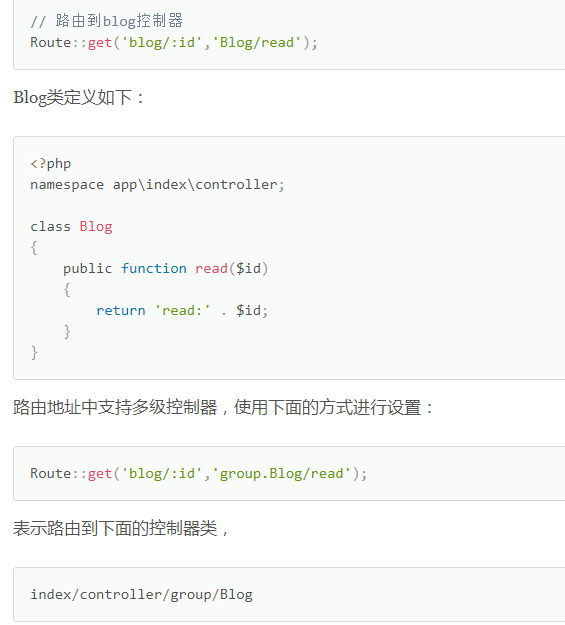 // 路由到blog控制器
Route::get('blog/:id','Blog/read');
Blog类定义如下：
<?php
namespace app\index\controller;
class Blog
{
    public function read($id)
    {
        return 'read:' . $id;
    }
}
路由地址中支持多级控制器，使用下面的方式进行设置：
Route::get('blog/:id','group.Blog/read');
表示路由到下面的控制器类，
index/controller/group/Blog